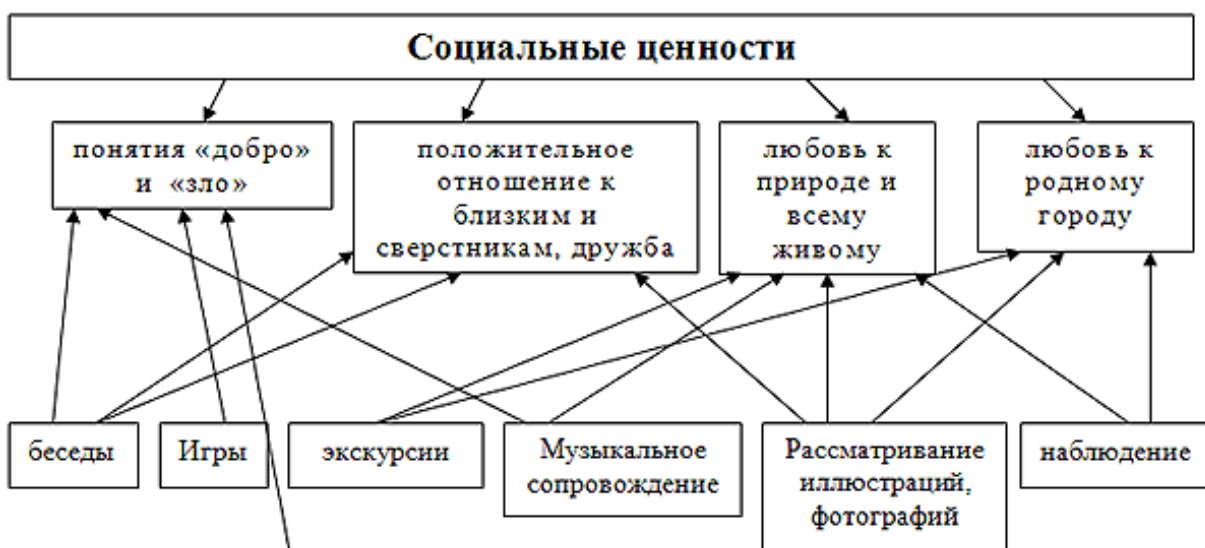 Социальные ценности
понятия «добро»
и «зло»
положительное
отношение к
близким и
сверстникам, дружба
любовь к
природе и
всему
живому
любовь к
родному
городу
беседы
Игры
экскурсии
Музыкальное
сопровождение
Рассматривание
иллюстраций,
фотографий
наблюдение